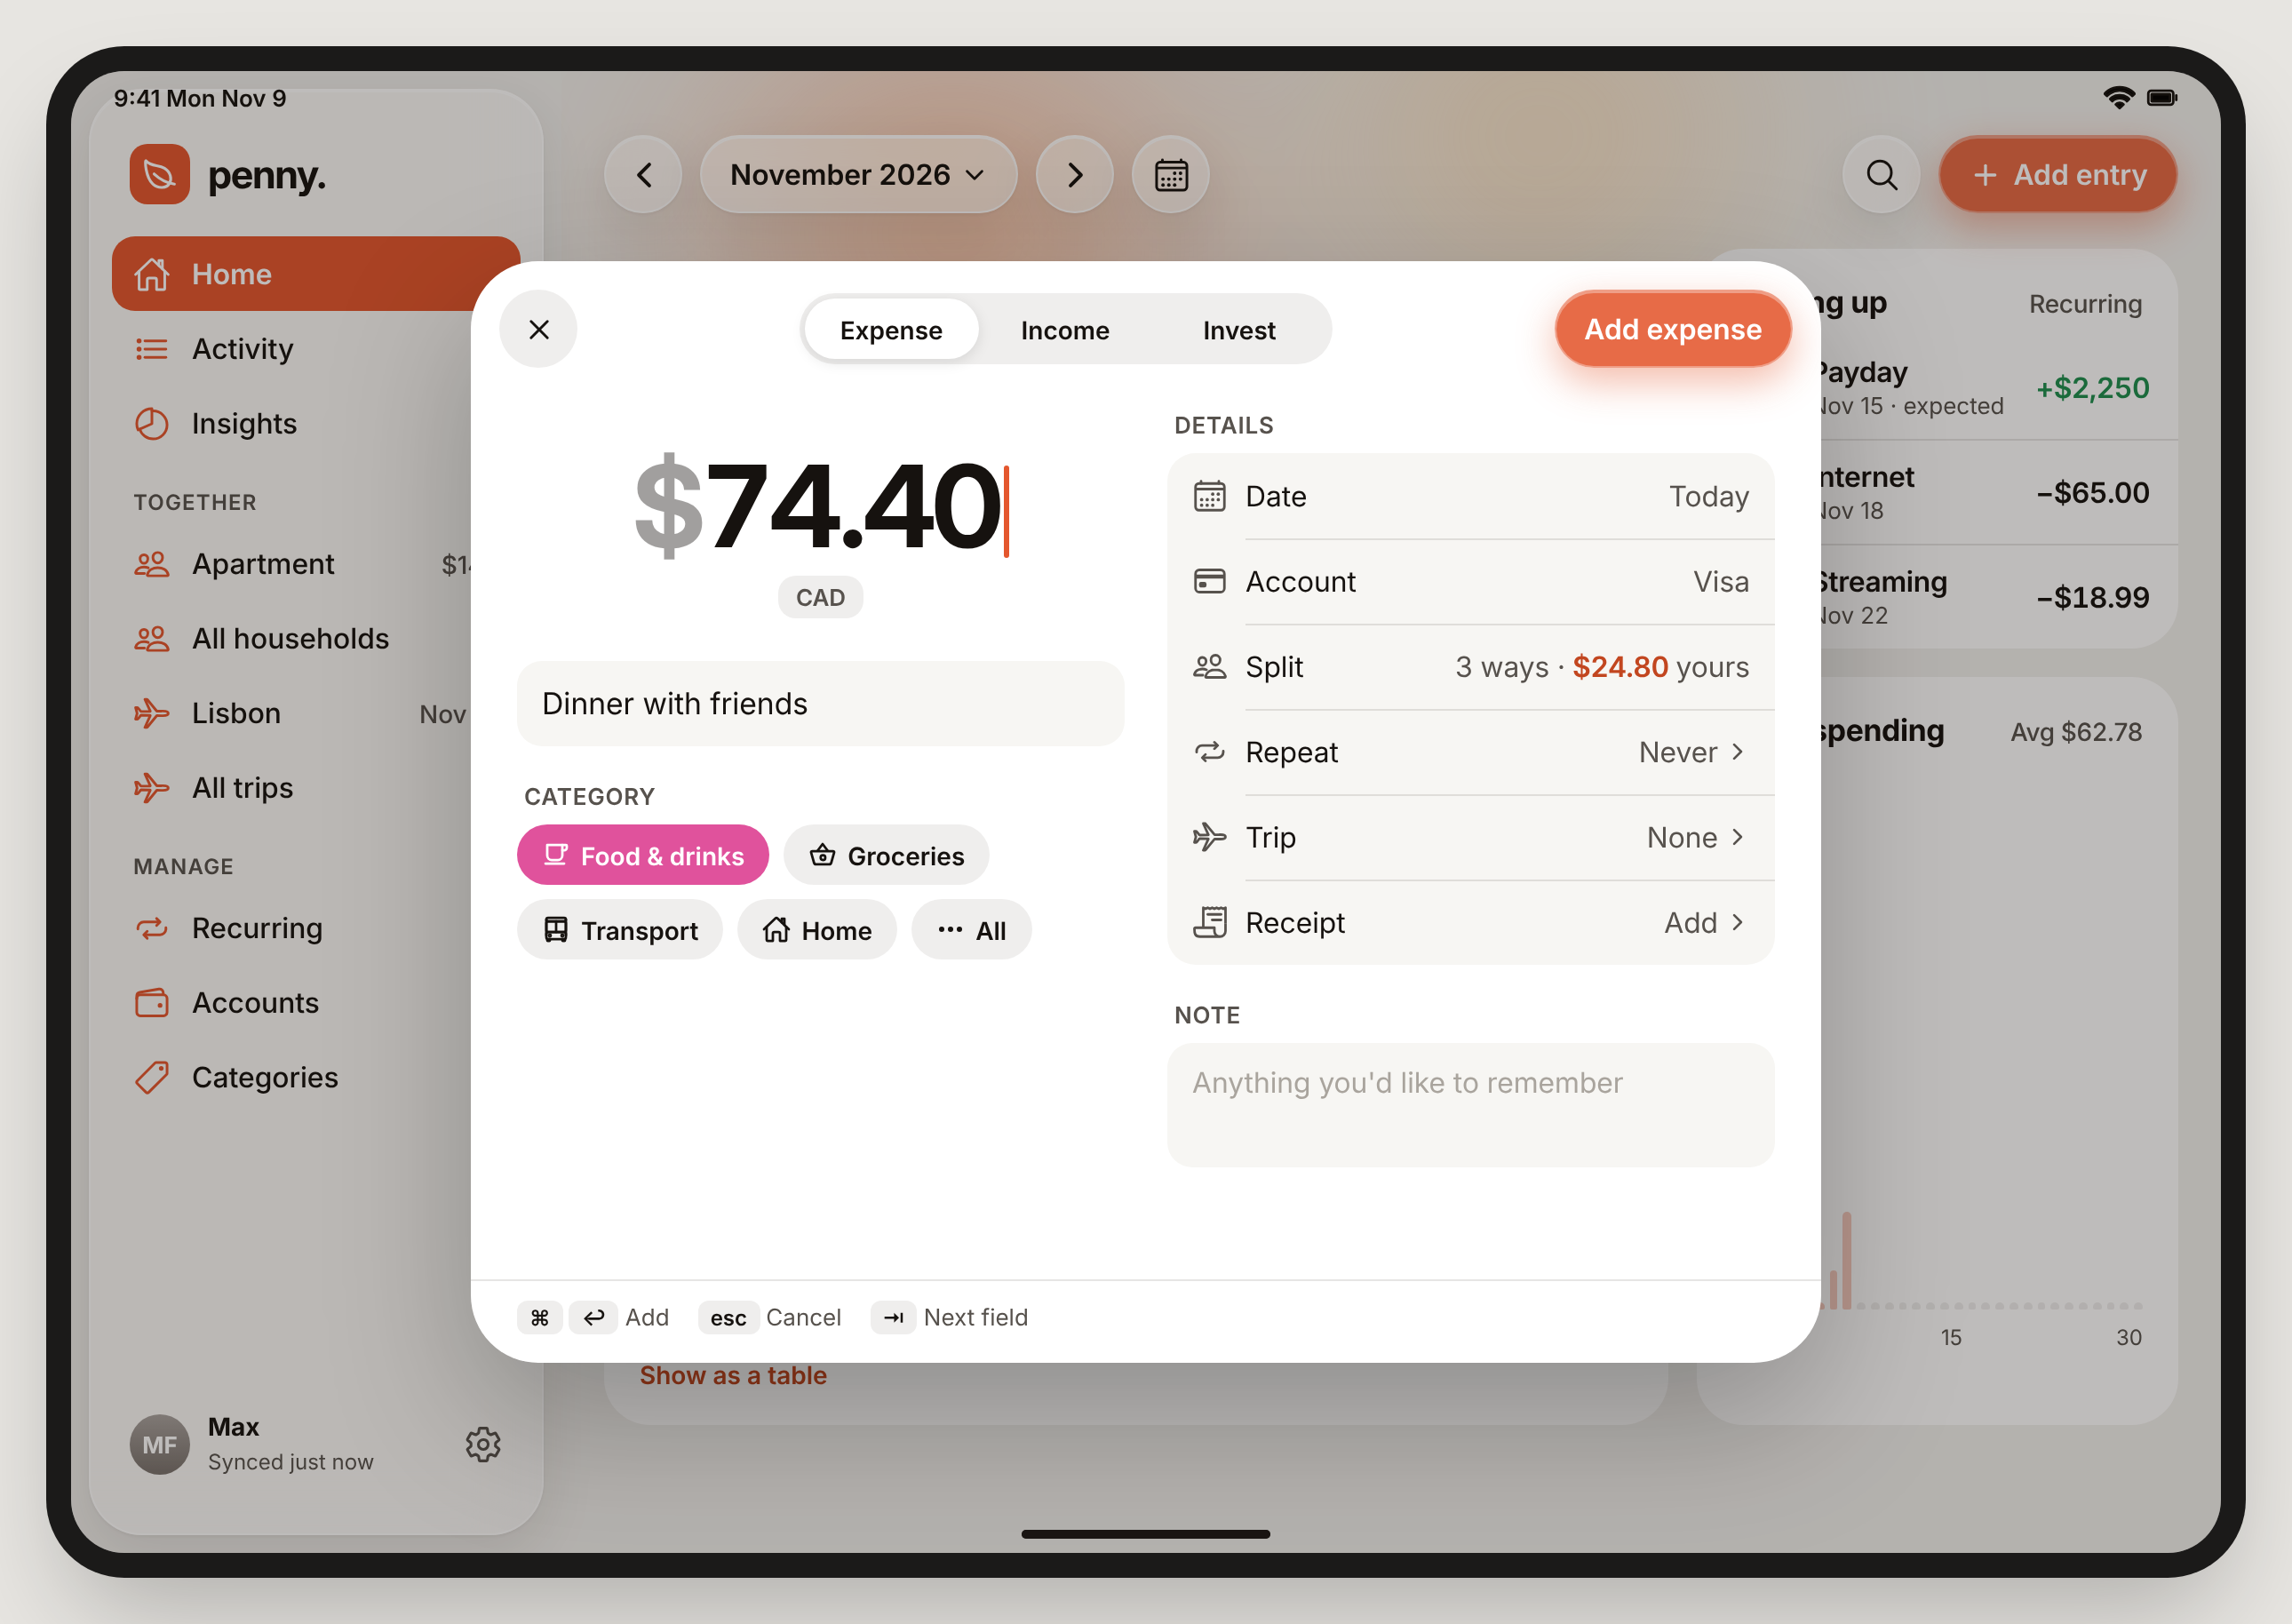 9:41 Mon Nov 9
penny.
November 2026
Add entry
Home
Activity
Insights
TOGETHER
Apartment
All households
Lisbon Nov
All trips
MANAGE
Recurring
Accounts
Categories
MF
Max
Synced just now
Expense
Income
Invest
Add expense
$74.40
CAD
Dinner with friends
CATEGORY
Food & drinks
Groceries
Transport
Home
All
DETAILS
Date Today
Account Visa
Split 3 ways · $24.80 yours
Repeat Never
Trip None
Receipt Add
NOTE
Anything you'd like to remember
⌘ ↩ Add esc Cancel ⇥ Next field
up Recurring
Payday +$2,250
Nov 15 · expected
Internet –$65.00
Nov 18
Streaming –$18.99
Nov 22
spending Avg $62.78
15 30
Show as a table